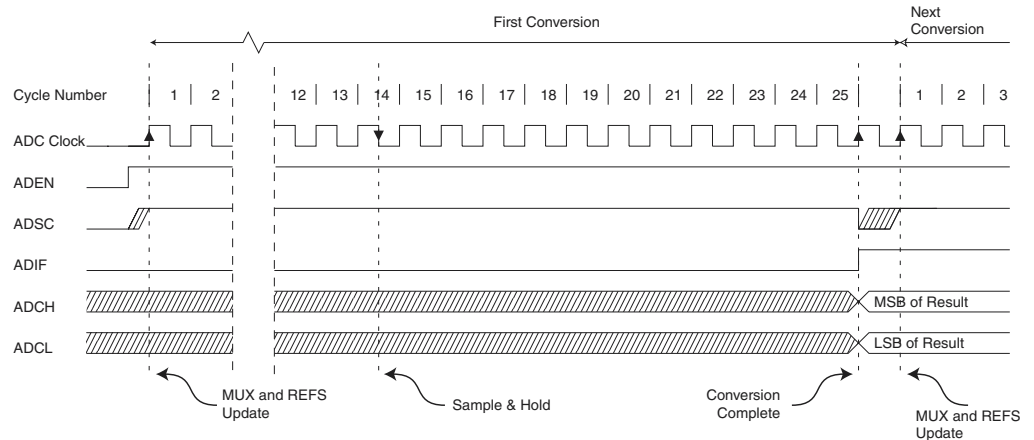 First Conversion
Next
Conversion
Cycle Number 1 2 12 13 14 15 16 17 18 19 20 21 22 23 24 25 1 2 3
ADC Clock
ADEN
ADSC
ADIF
ADCH MSB of Result
ADCL LSB of Result
MUX and REFS
Update
Sample & Hold
Conversion
Complete
MUX and REFS
Update